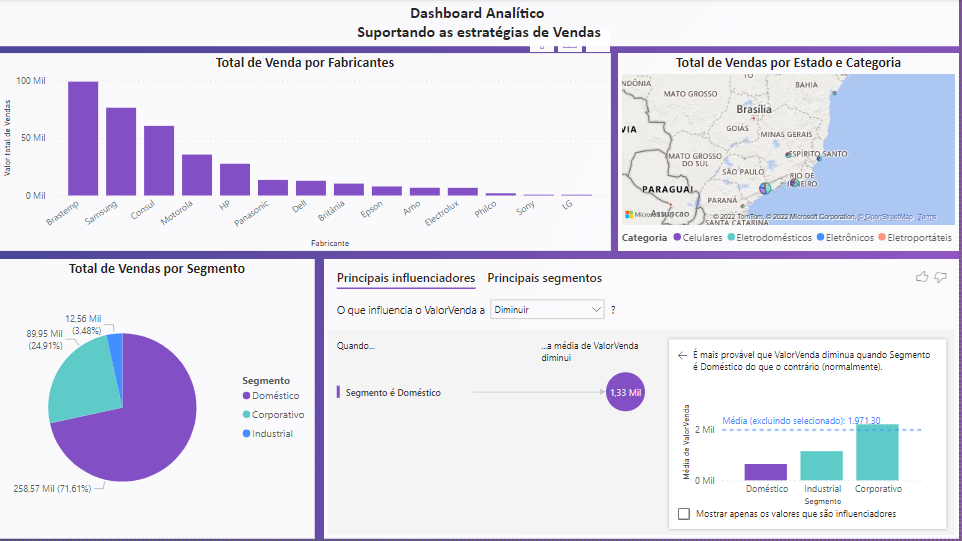 Dashboard Analítico
Suportando as estratégias de Vendas
Total de Venda por Fabricantes
Valor total de Vendas
100 Mil
50 Mil
0 Mil
Brastemp
Samsung
Consul
Motorola
HP
Panasonic
Dell
Britânia
Epson
Arno
Electrolux
Philco
Sony
LG
Fabricante
Total de Vendas por Estado e Categoria
MATO GROSSO
BAHIA
Brasília
GOIÁS
MINAS GERAIS
MATO GROSSO
DO SUL
ESPÍRITO SANTO
SÃO PAULO
RIO DE
JANEIRO
PARAGUAI
PARANÁ
SANTA CATARINA
© 2022 TomTom, © 2022 Microsoft Corporation, © OpenStreetMap Terms
Categoria
Celulares
Eletrodomésticos
Eletrônicos
Eletroportáteis
Total de Vendas por Segmento
12,56 Mil
(3,48%)
89,95 Mil
(24,91%)
258,57 Mil (71,61%)
Segmento
Doméstico
Corporativo
Industrial
Principais influenciadores
Principais segmentos
O que influencia o ValorVenda a
Diminuir
?
Quando...
...a média de ValorVenda
diminui
Segmento é Doméstico
1,33 Mil
É mais provável que ValorVenda diminua quando Segmento
é Doméstico do que o contrário (normalmente).
Média de ValorVenda
Média (excluindo selecionado): 1.971,30
2 Mil
0 Mil
Doméstico
Industrial
Corporativo
Segmento
Mostrar apenas os valores que são influenciadores